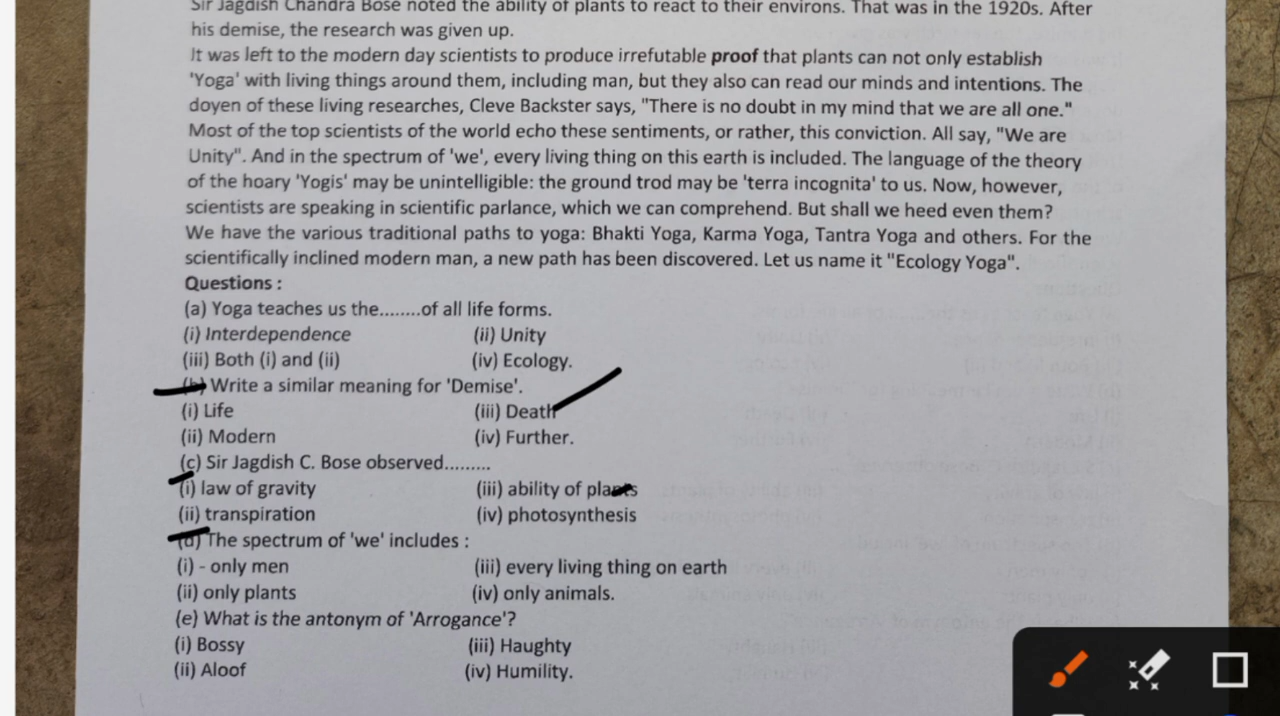 Sir Jagdish Chandra Bose noted the ability of plants to react to their environs. That was in the 1920s. After
his demise, the research was given up.
It was left to the modern day scientists to produce irrefutable proof that plants can not only establish
'Yoga' with living things around them, including man, but they also can read our minds and intentions. The
doyen of these living researches, Cleve Backster says, "There is no doubt in my mind that we are all one."
Most of the top scientists of the world echo these sentiments, or rather, this conviction. All say, "We are
Unity". And in the spectrum of 'we', every living thing on this earth is included. The language of the theory
of the hoary 'Yogis' may be unintelligible: the ground trod may be 'terra incognita' to us. Now, however,
scientists are speaking in scientific parlance, which we can comprehend. But shall we heed even them?
We have the various traditional paths to yoga: Bhakti Yoga, Karma Yoga, Tantra Yoga and others. For the
scientifically inclined modern man, a new path has been discovered. Let us name it "Ecology Yoga".
Questions :
(a) Yoga teaches us the........of all life forms.
(i) Interdependence (ii) Unity
(iii) Both (i) and (ii) (iv) Ecology.
(b) Write a similar meaning for 'Demise'.
(i) Life (iii) Death
(ii) Modern (iv) Further.
(c) Sir Jagdish C. Bose observed.........
(i) law of gravity (iii) ability of plants
(ii) transpiration (iv) photosynthesis
(d) The spectrum of 'we' includes :
(i) - only men (iii) every living thing on earth
(ii) only plants (iv) only animals.
(e) What is the antonym of 'Arrogance'?
(i) Bossy (iii) Haughty
(ii) Aloof (iv) Humility.